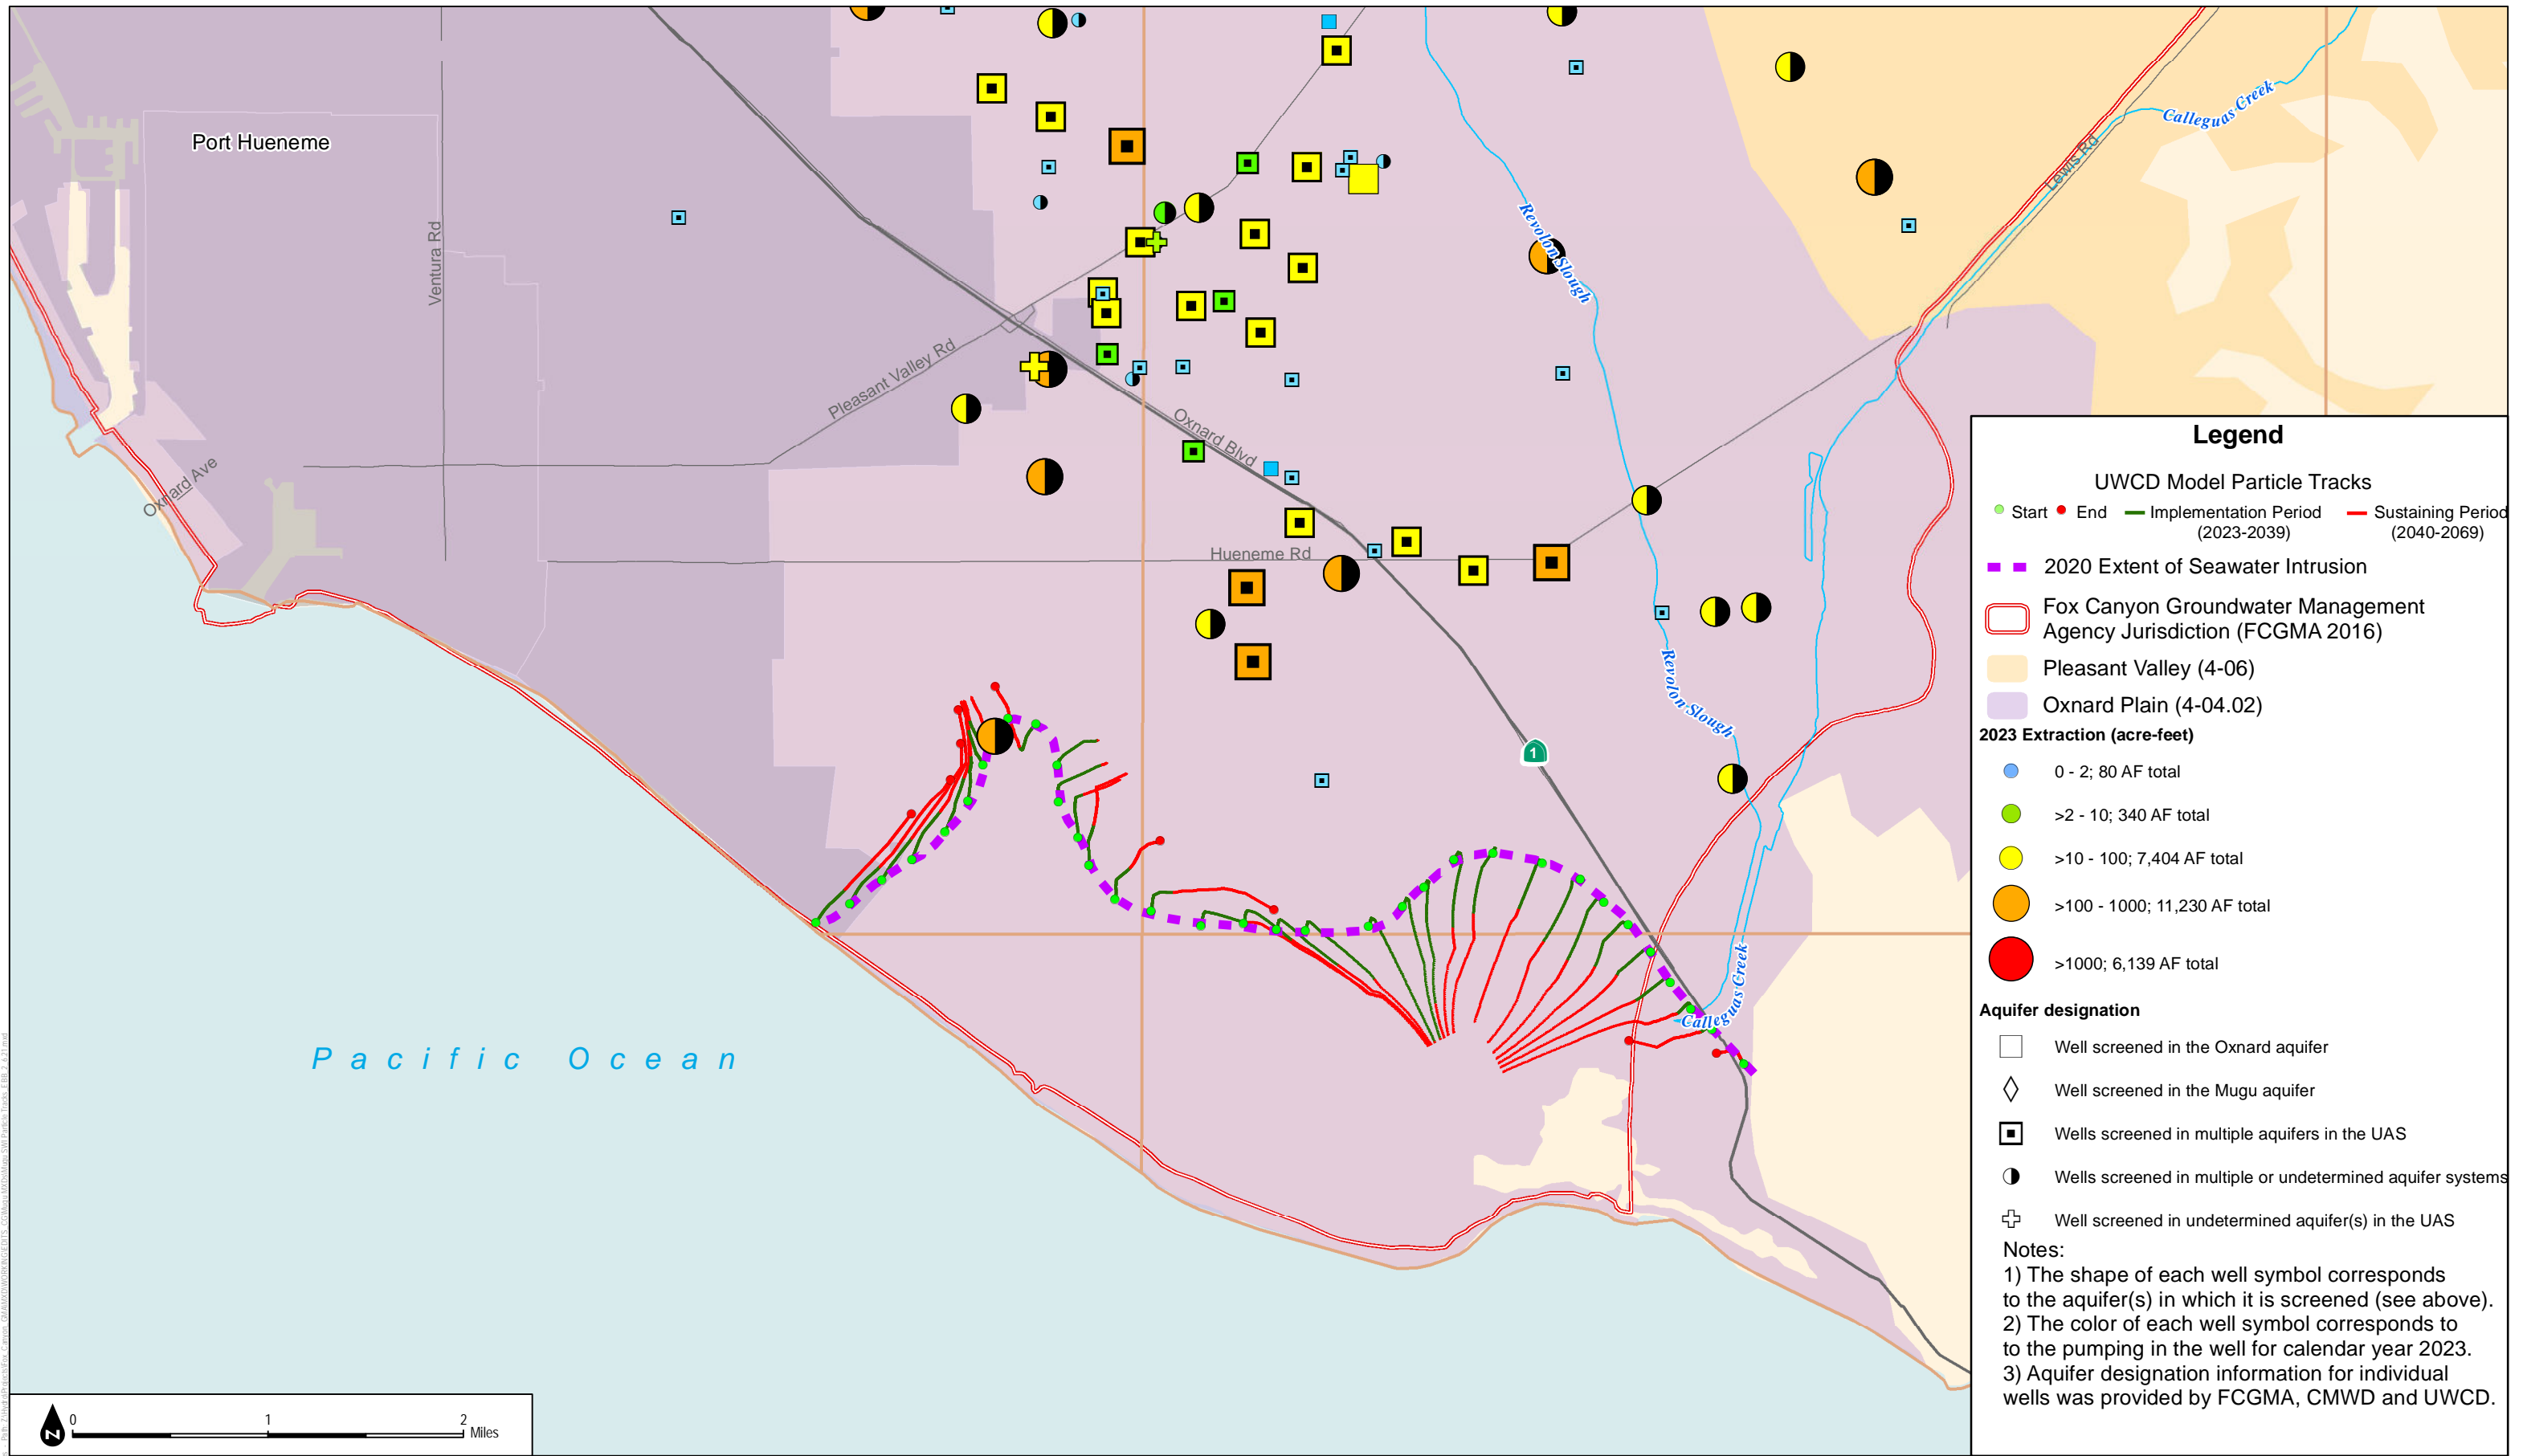 Port Hueneme
Calleguas Creek
Lewis Rd
Ventura Rd
Revolon Slough
Pleasant Valley Rd
Oxnard Blvd
Oxnard Ave
Hueneme Rd
Revolon Slough
1
Calleguas Creek
Pacific Ocean
Legend
UWCD Model Particle Tracks
Start End Implementation Period Sustaining Period
(2023-2039) (2040-2069)
2020 Extent of Seawater Intrusion
Fox Canyon Groundwater Management
Agency Jurisdiction (FCGMA 2016)
Pleasant Valley (4-06)
Oxnard Plain (4-04.02)
2023 Extraction (acre-feet)
0 - 2; 80 AF total
>2 - 10; 340 AF total
>10 - 100; 7,404 AF total
>100 - 1000; 11,230 AF total
>1000; 6,139 AF total
Aquifer designation
Well screened in the Oxnard aquifer
Well screened in the Mugu aquifer
Wells screened in multiple aquifers in the UAS
Wells screened in multiple or undetermined aquifer systems
Well screened in undetermined aquifer(s) in the UAS
Notes:
1) The shape of each well symbol corresponds
to the aquifer(s) in which it is screened (see above).
2) The color of each well symbol corresponds to
to the pumping in the well for calendar year 2023.
3) Aquifer designation information for individual
wells was provided by FCGMA, CMWD and UWCD.
N
0 1 2
Miles